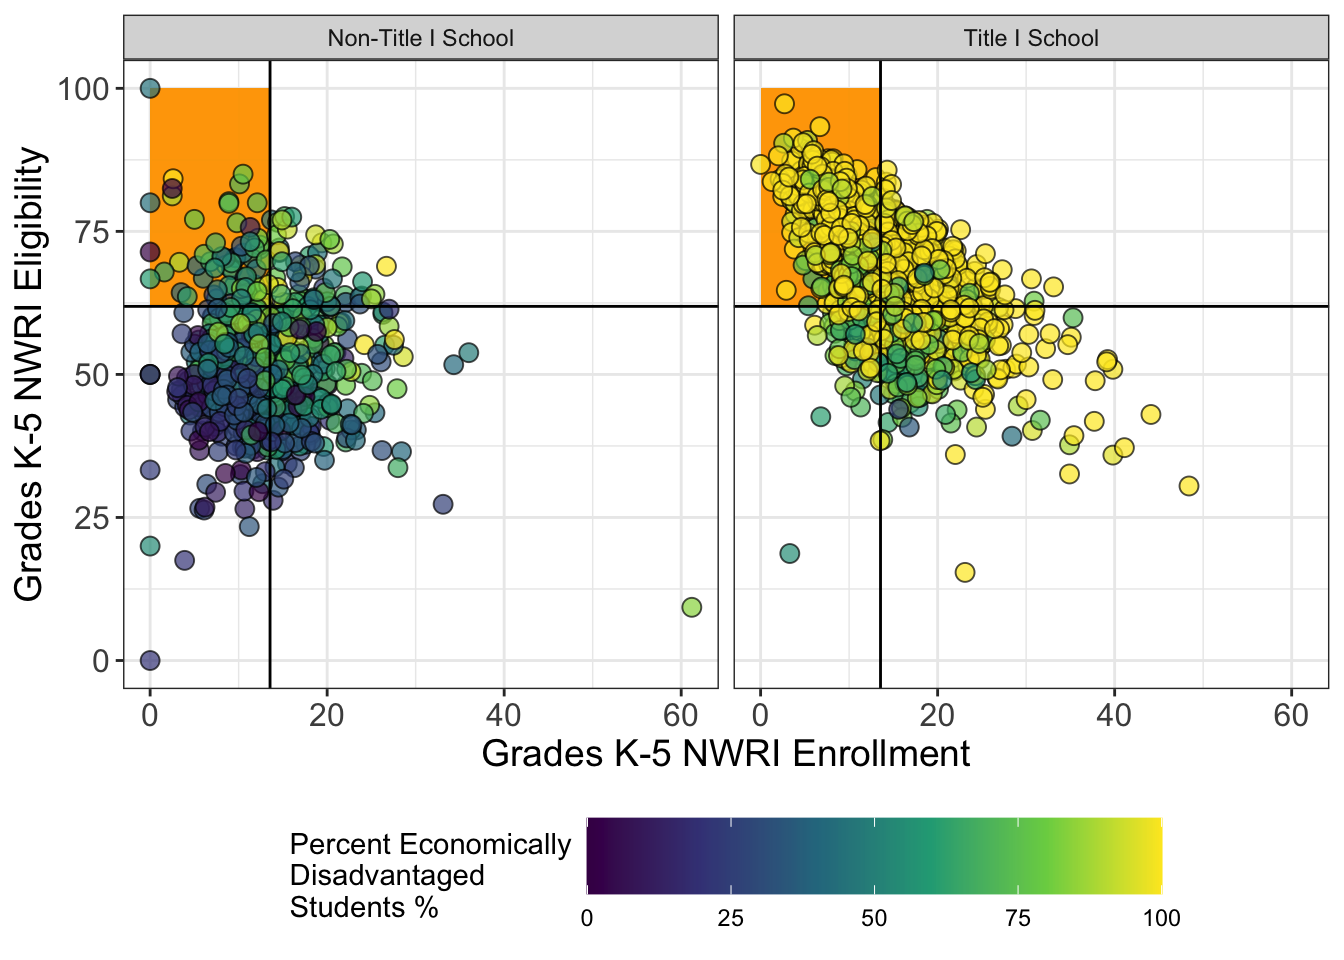 Non-Title I School
Title I School
Grades K-5 NWRI Eligibility
100
75
50
25
0
0
20
40
60
0
20
40
60
Grades K-5 NWRI Enrollment
Percent Economically
Disadvantaged
Students %
0
25
50
75
100